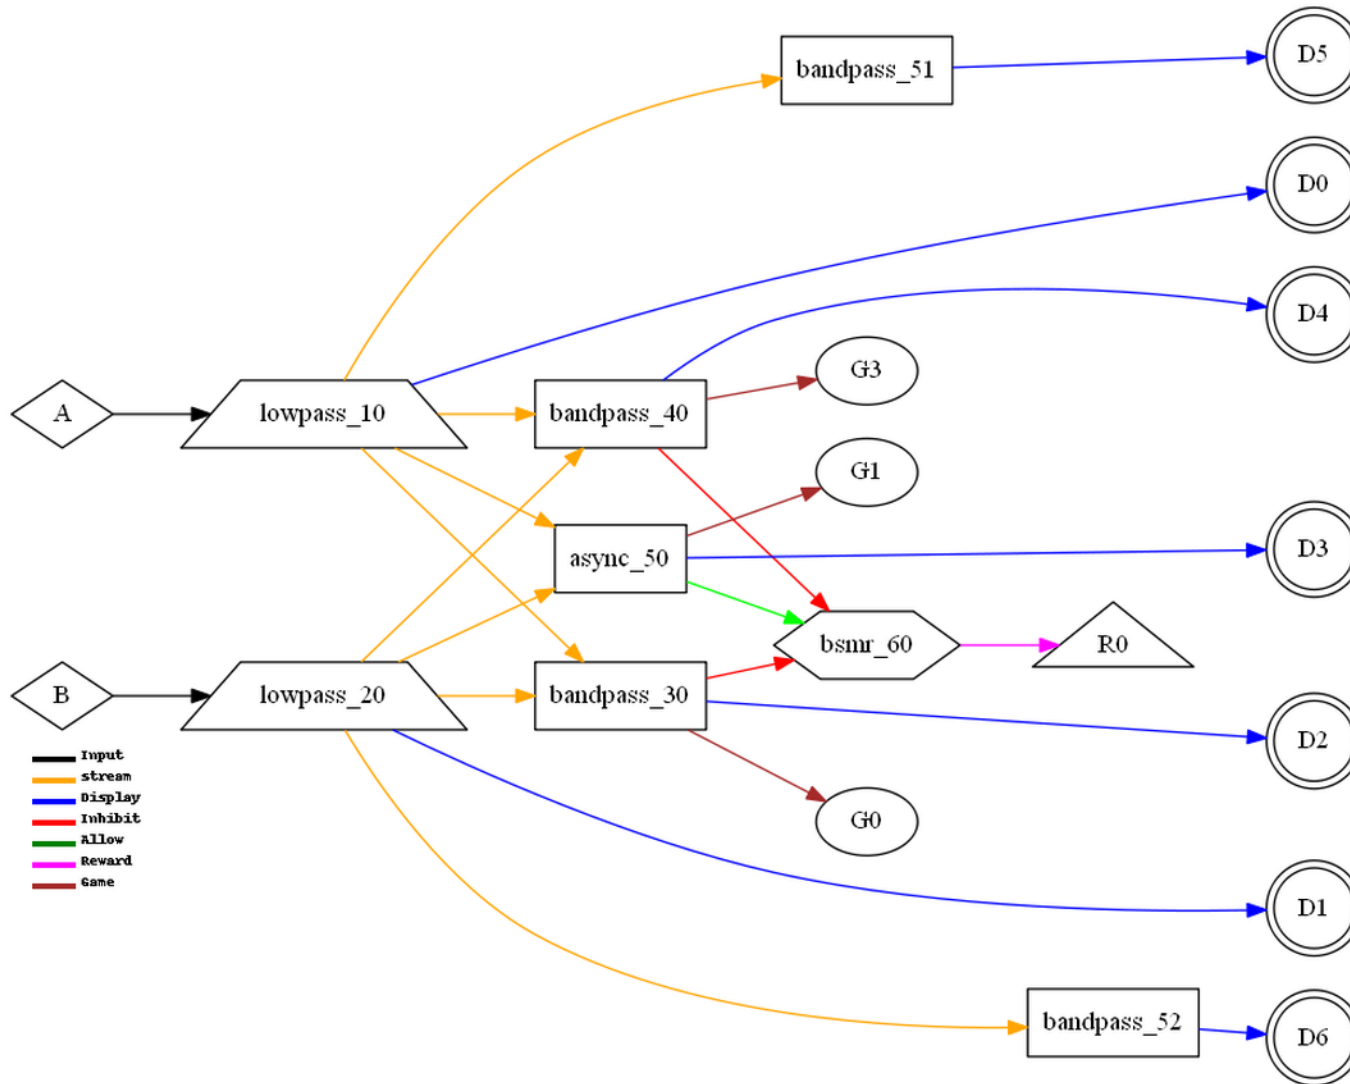 bandpass_51
D5
D0
D4
G3
A
lowpass_10
bandpass_40
G1
async_50
D3
bsmr_60
R0
B
lowpass_20
bandpass_30
D2
Input
stream
Display
Inhibit
Allow
Reward
Game
G0
D1
bandpass_52
D6